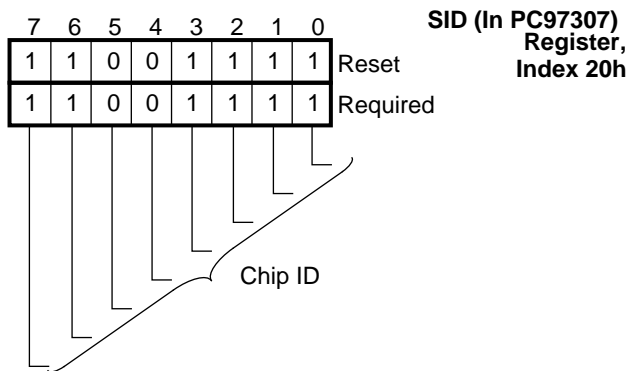 7 6 5 4 3 2 1 0
SID (In PC97307)
Register,
Index 20h
1 1 0 0 1 1 1 1 Reset
1 1 0 0 1 1 1 1 Required
Chip ID